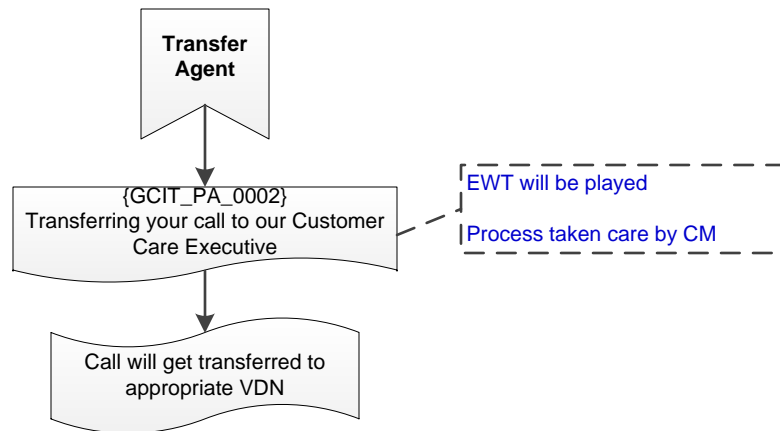 Transfer
Agent
{GCIT_PA_0002}
Transferring your call to our Customer
Care Executive
EWT will be played
Process taken care by CM
Call will get transferred to
appropriate VDN